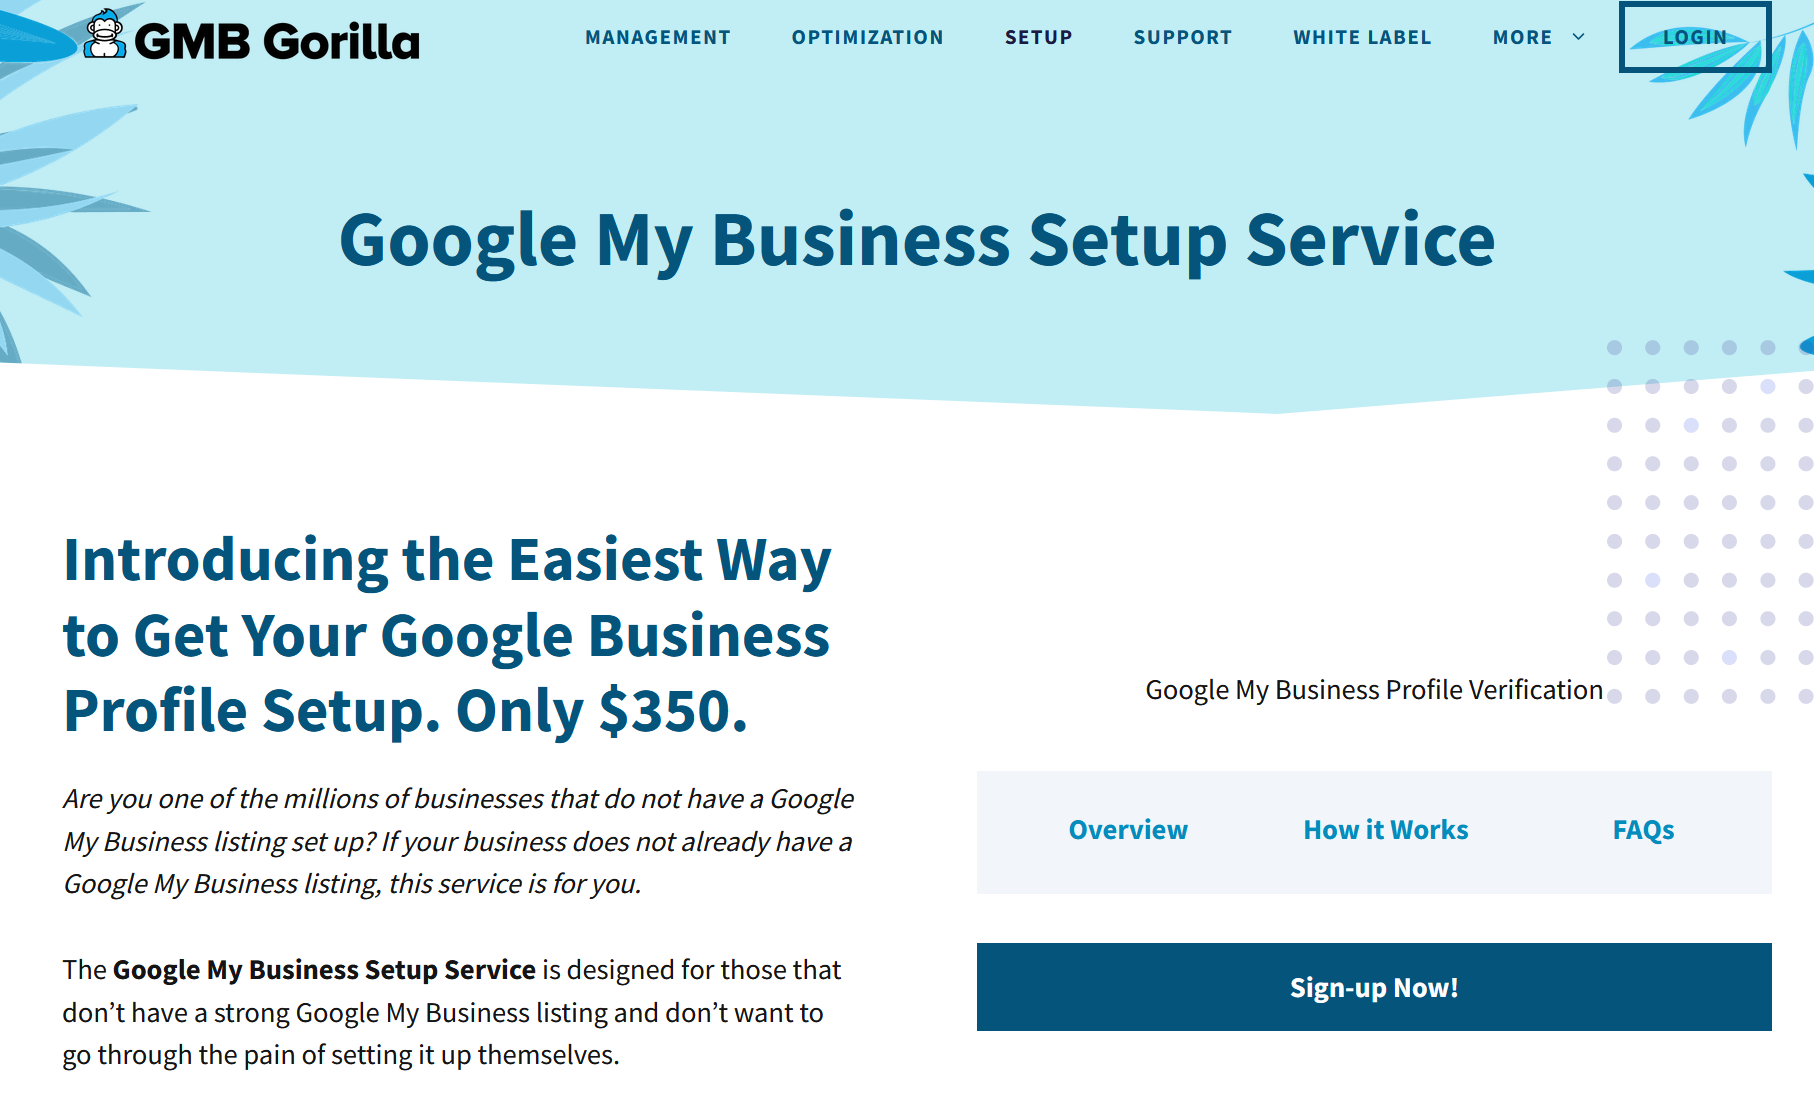 GMB Gorilla
MANAGEMENT
OPTIMIZATION
SETUP
SUPPORT
WHITE LABEL
MORE
LOGIN
Google My Business Setup Service
Introducing the Easiest Way
to Get Your Google Business
Profile Setup. Only $350.
Are you one of the millions of businesses that do not have a Google
My Business listing set up? If your business does not already have a
Google My Business listing, this service is for you.
The Google My Business Setup Service is designed for those that
don’t have a strong Google My Business listing and don’t want to
go through the pain of setting it up themselves.
Google My Business Profile Verification
Overview
How it Works
FAQs
Sign-up Now!